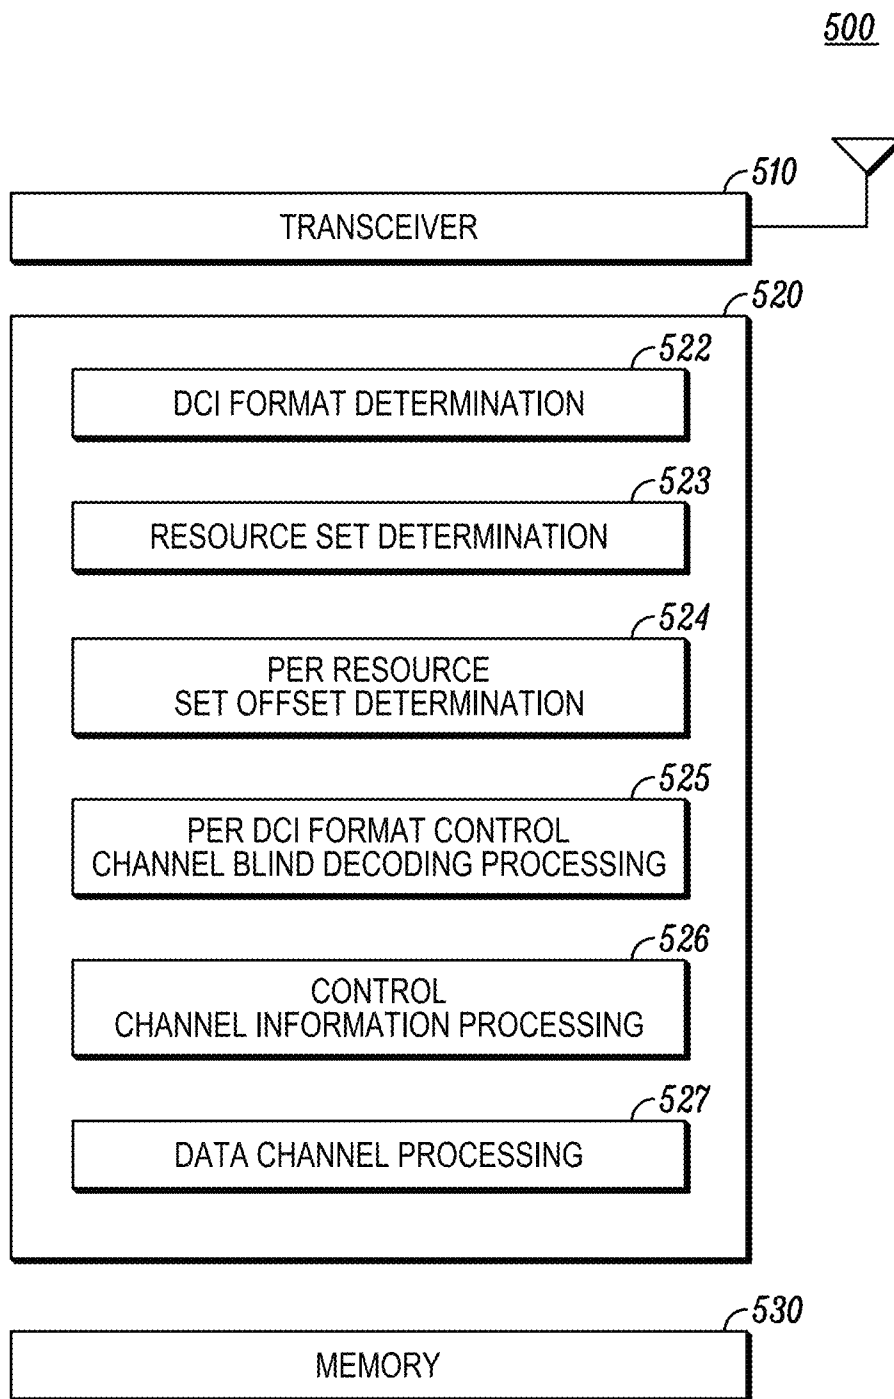 500
510
TRANSCEIVER
520
522
DCI FORMAT DETERMINATION
523
RESOURCE SET DETERMINATION
524
PER RESOURCE
SET OFFSET DETERMINATION
525
PER DCI FORMAT CONTROL
CHANNEL BLIND DECODING PROCESSING
526
CONTROL
CHANNEL INFORMATION PROCESSING
527
DATA CHANNEL PROCESSING
530
MEMORY